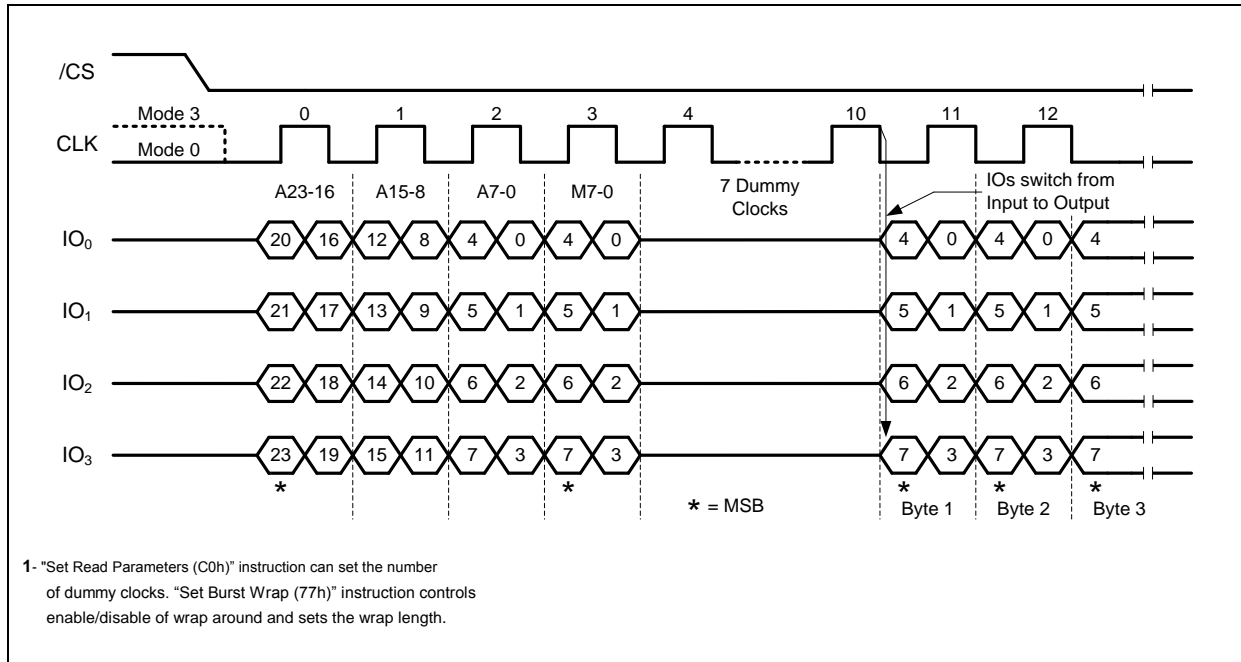 /CS
Mode 3 0 1 2 3 4 10 11 12
CLK
Mode 0
A23-16 A15-8 A7-0 M7-0 7 Dummy
Clocks
IOs switch from
Input to Output
IO₀ 20 16 12 8 4 0 4 0 4 0 4 0 4
IO₁ 21 17 13 9 5 1 5 1 5 1 5 1 5
IO₂ 22 18 14 10 6 2 6 2 6 2 6 2 6
IO₃ 23 19 15 11 7 3 7 3 7 3 7 3 7
* * * * *
* = MSB Byte 1 Byte 2 Byte 3
1- "Set Read Parameters (C0h)” instruction can set the number
of dummy clocks. “Set Burst Wrap (77h)” instruction controls
enable/disable of wrap around and sets the wrap length.